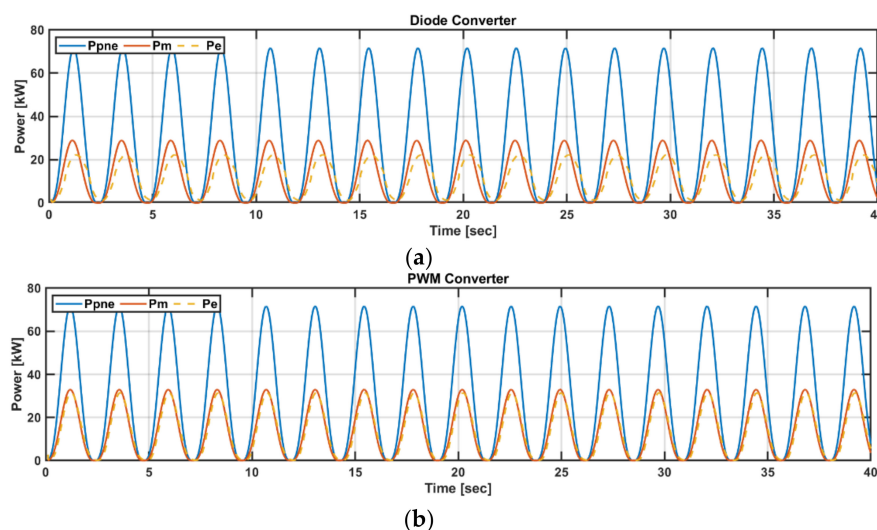 Diode Converter
Ppne Pm Pe
Power [kW]
80
60
40
20
0
0 5 10 15 20 25 30 35 40
Time [sec]
(a)
PWM Converter
Ppne Pm Pe
Power [kW]
80
60
40
20
0
0 5 10 15 20 25 30 35 40
Time [sec]
(b)